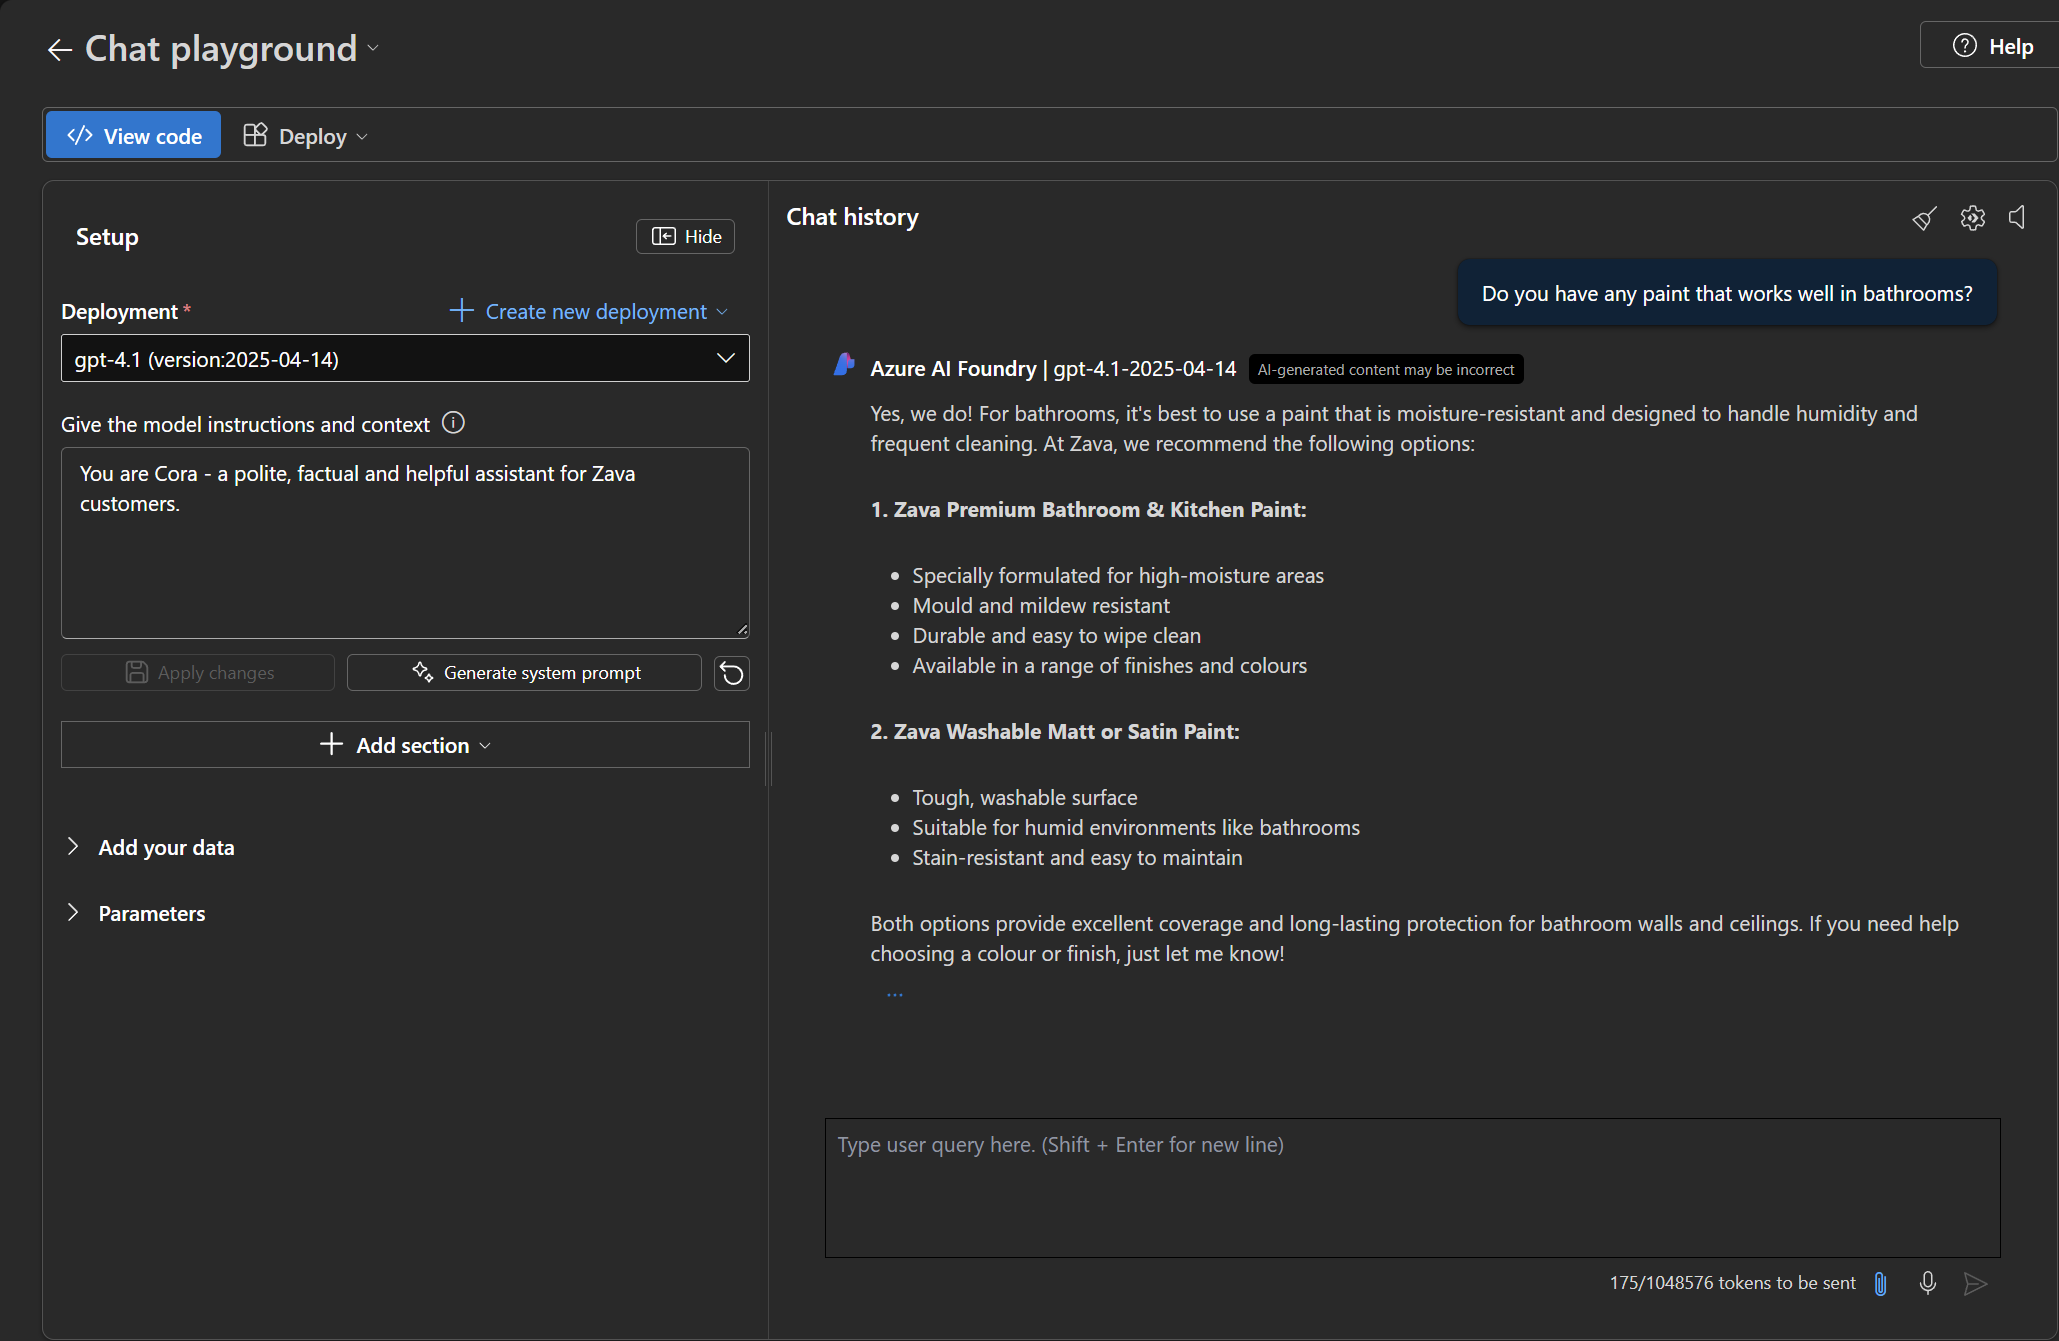 Chat playground
Help
View code
Deploy
Setup
Hide
Deployment *
Create new deployment
gpt-4.1 (version:2025-04-14)
Give the model instructions and context
You are Cora - a polite, factual and helpful assistant for Zava
customers.
Apply changes
Generate system prompt
Add section
Add your data
Parameters
Chat history
Do you have any paint that works well in bathrooms?
Azure AI Foundry | gpt-4.1-2025-04-14
AI-generated content may be incorrect
Yes, we do! For bathrooms, it's best to use a paint that is moisture-resistant and designed to handle humidity and
frequent cleaning. At Zava, we recommend the following options:
1. Zava Premium Bathroom & Kitchen Paint:
• Specially formulated for high-moisture areas
• Mould and mildew resistant
• Durable and easy to wipe clean
• Available in a range of finishes and colours
2. Zava Washable Matt or Satin Paint:
• Tough, washable surface
• Suitable for humid environments like bathrooms
• Stain-resistant and easy to maintain
Both options provide excellent coverage and long-lasting protection for bathroom walls and ceilings. If you need help
choosing a colour or finish, just let me know!
...
Type user query here. (Shift + Enter for new line)
175/1048576 tokens to be sent